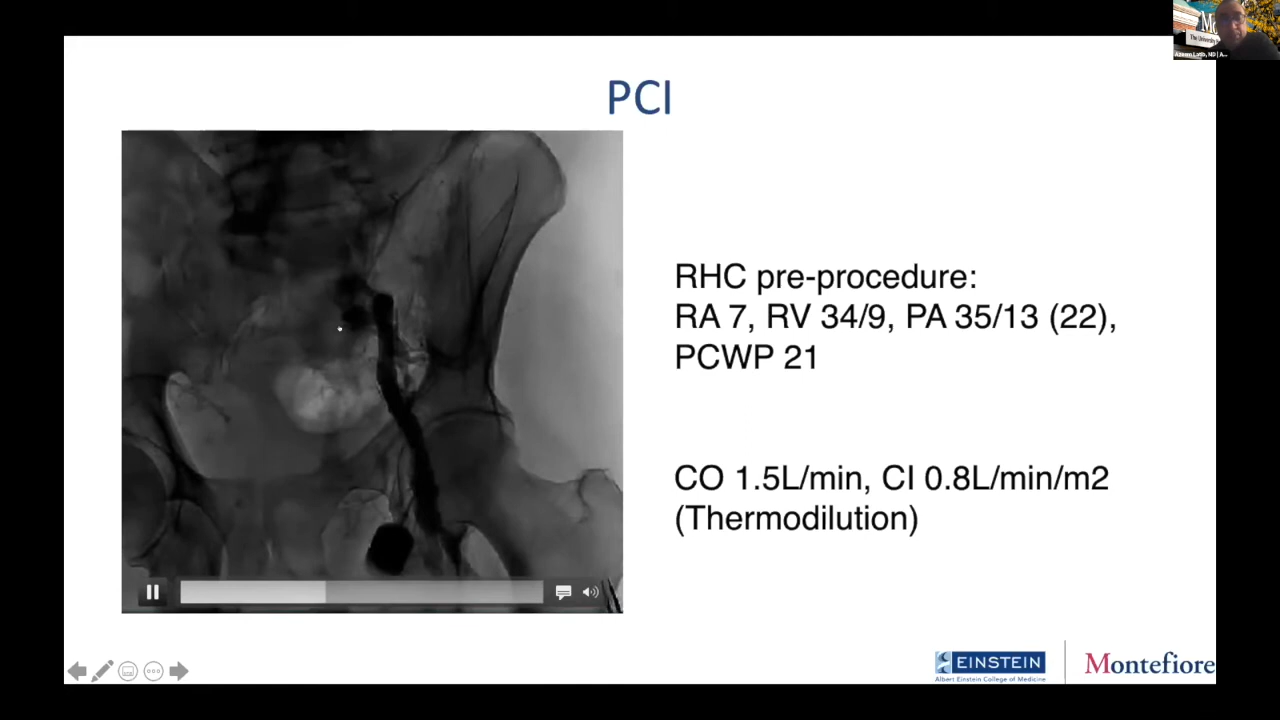 PCI
RHC pre-procedure:
RA 7, RV 34/9, PA 35/13 (22),
PCWP 21
CO 1.5L/min, CI 0.8L/min/m2
(Thermodilution)
EINSTEIN
Albert Einstein College of Medicine
Montefiore